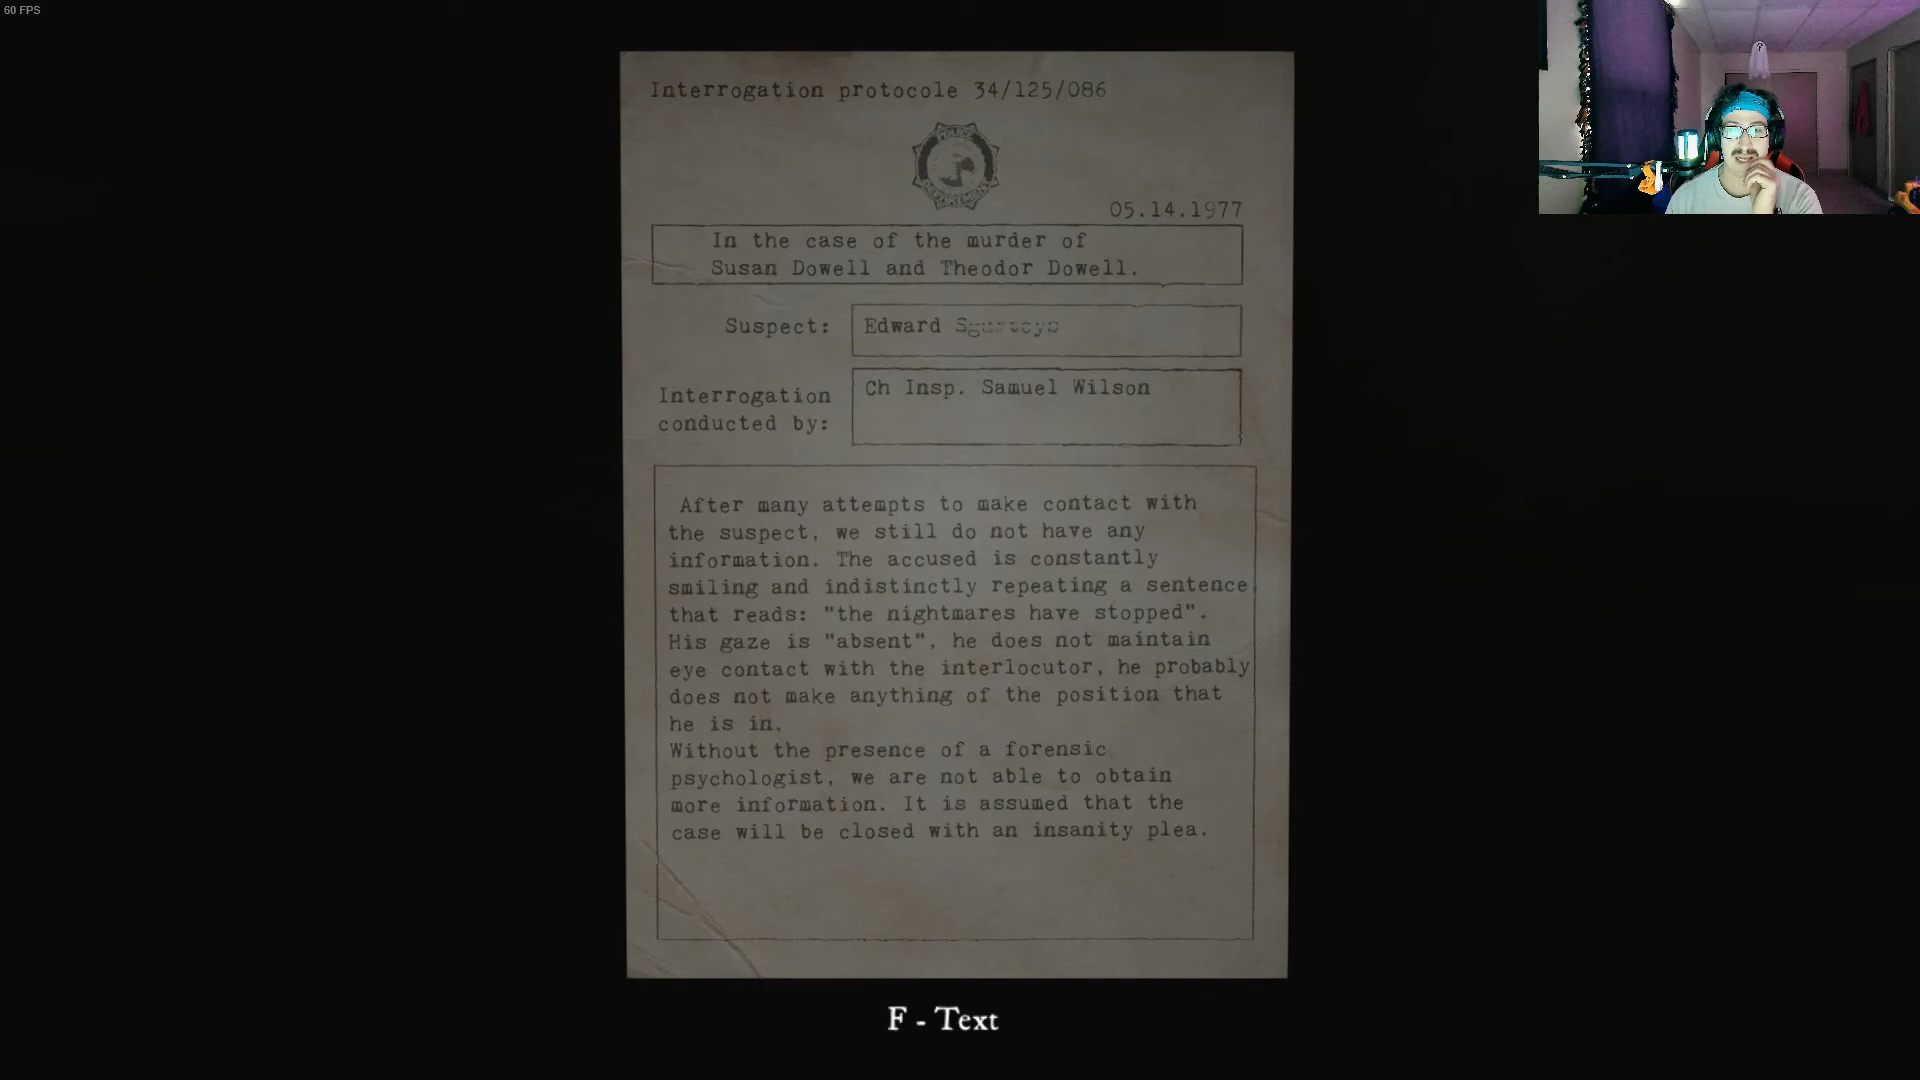 60 FPS
Interrogation protocole 34/125/086
05.14.1977
In the case of the murder of
Susan Dowell and Theodor Dowell.
Suspect:
Edward
Interrogation
conducted by:
Ch Insp. Samuel Wilson
After many attempts to make contact with
the suspect, we still do not have any
information. The accused is constantly
smiling and indistinctly repeating a sentence
that reads: "the nightmares have stopped".
His gaze is "absent", he does not maintain
eye contact with the interlocutor, he probably
does not make anything of the position that
he is in.
Without the presence of a forensic
psychologist, we are not able to obtain
more information. It is assumed that the
case will be closed with an insanity plea.
F - Text